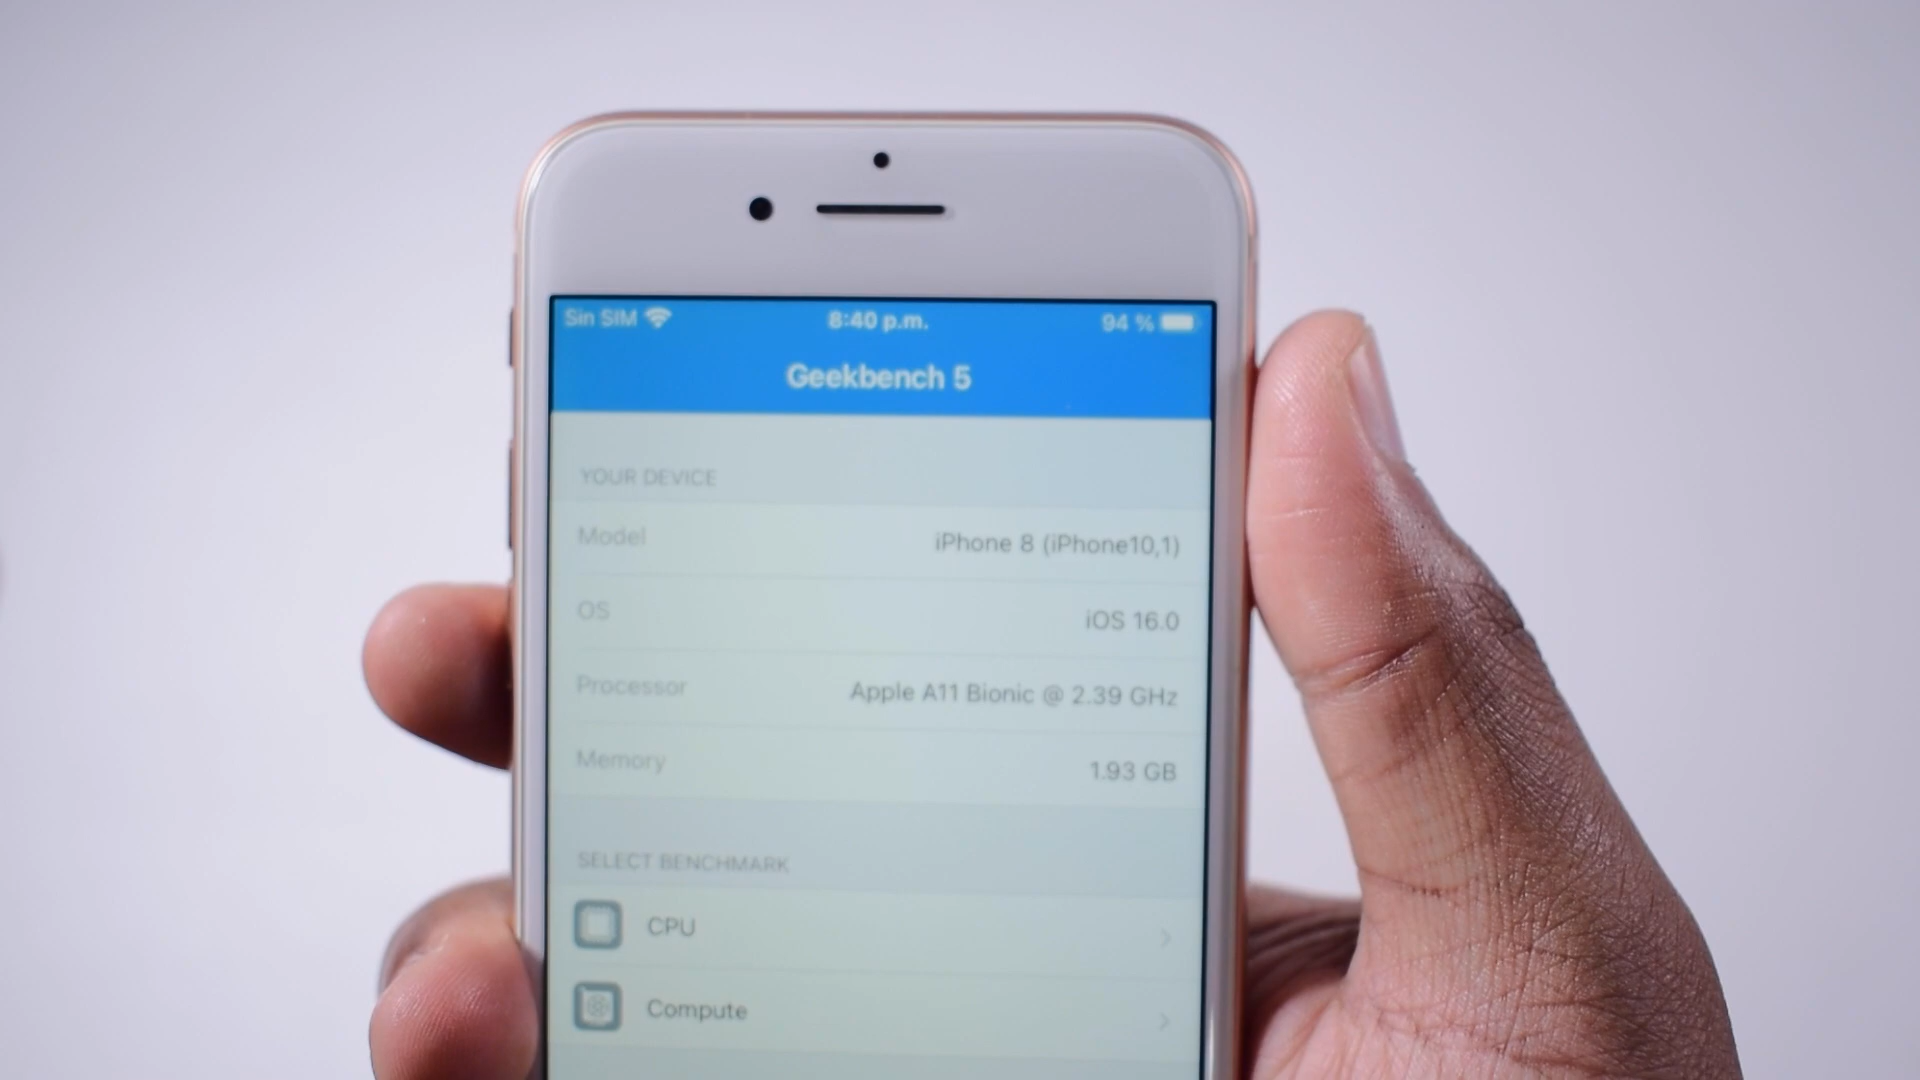 Sin SIM 8:40 p.m. 94 %
Geekbench 5
YOUR DEVICE
Model iPhone 8 (iPhone10,1)
OS iOS 16.0
Processor Apple A11 Bionic @ 2.39 GHz
Memory 1.93 GB
SELECT BENCHMARK
CPU
Compute